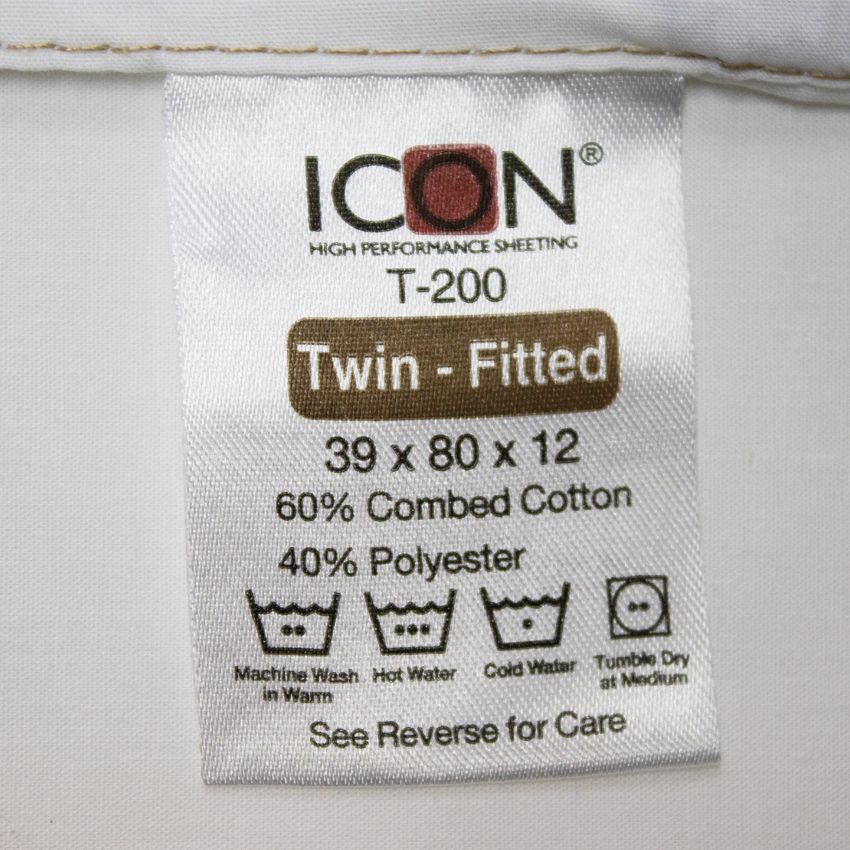 ICON®
HIGH PERFORMANCE SHEETING
T-200
Twin - Fitted
39 x 80 x 12
60% Combed Cotton
40% Polyester
Machine Wash
in Warm
Hot Water
Cold Water
Tumble Dry
at Medium
See Reverse for Care